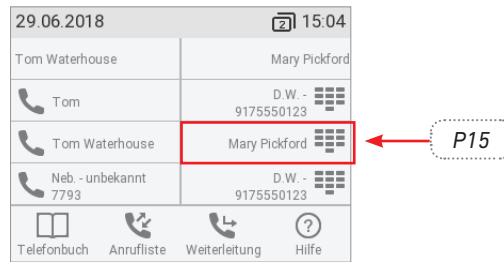 29.06.2018 2 15:04
Tom Waterhouse Mary Pickford
Tom D.W. -
9175550123
Tom Waterhouse Mary Pickford
Neb. - unbekannt D.W. -
7793 9175550123
Telefonbuch Anrufliste Weiterleitung ? Hilfe
P15